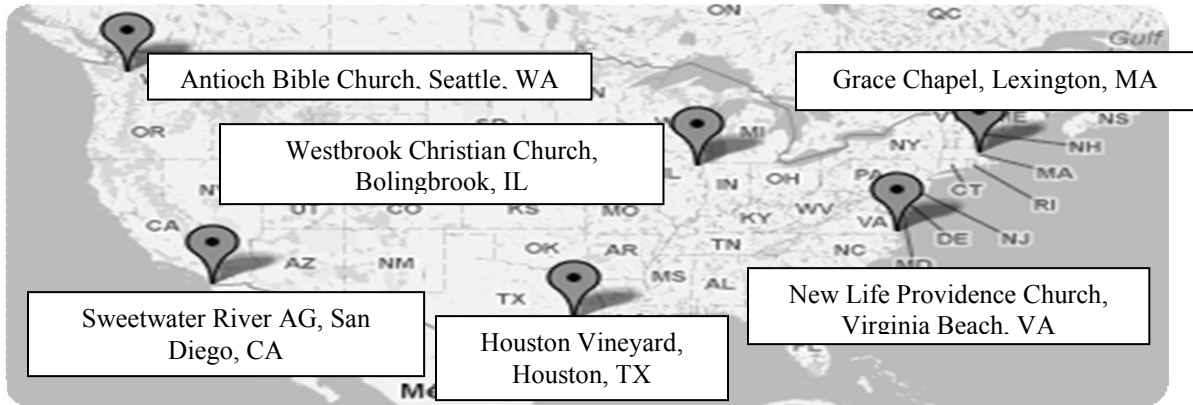 ON
QC
Gulf
Antioch Bible Church, Seattle, WA
Grace Chapel, Lexington, MA
OR
MI
NY
NS
NH
Westbrook Christian Church,
Bolingbrook, IL
IN
OH
PA
MA
CT
RI
UT
CO
KS
MO
KY
WV
VA
DE
NJ
CA
AZ
NM
OK
AR
TN
NC
MD
MS
AL
TX
Sweetwater River AG, San
Diego, CA
Houston Vineyard,
Houston, TX
New Life Providence Church,
Virginia Beach, VA
FL